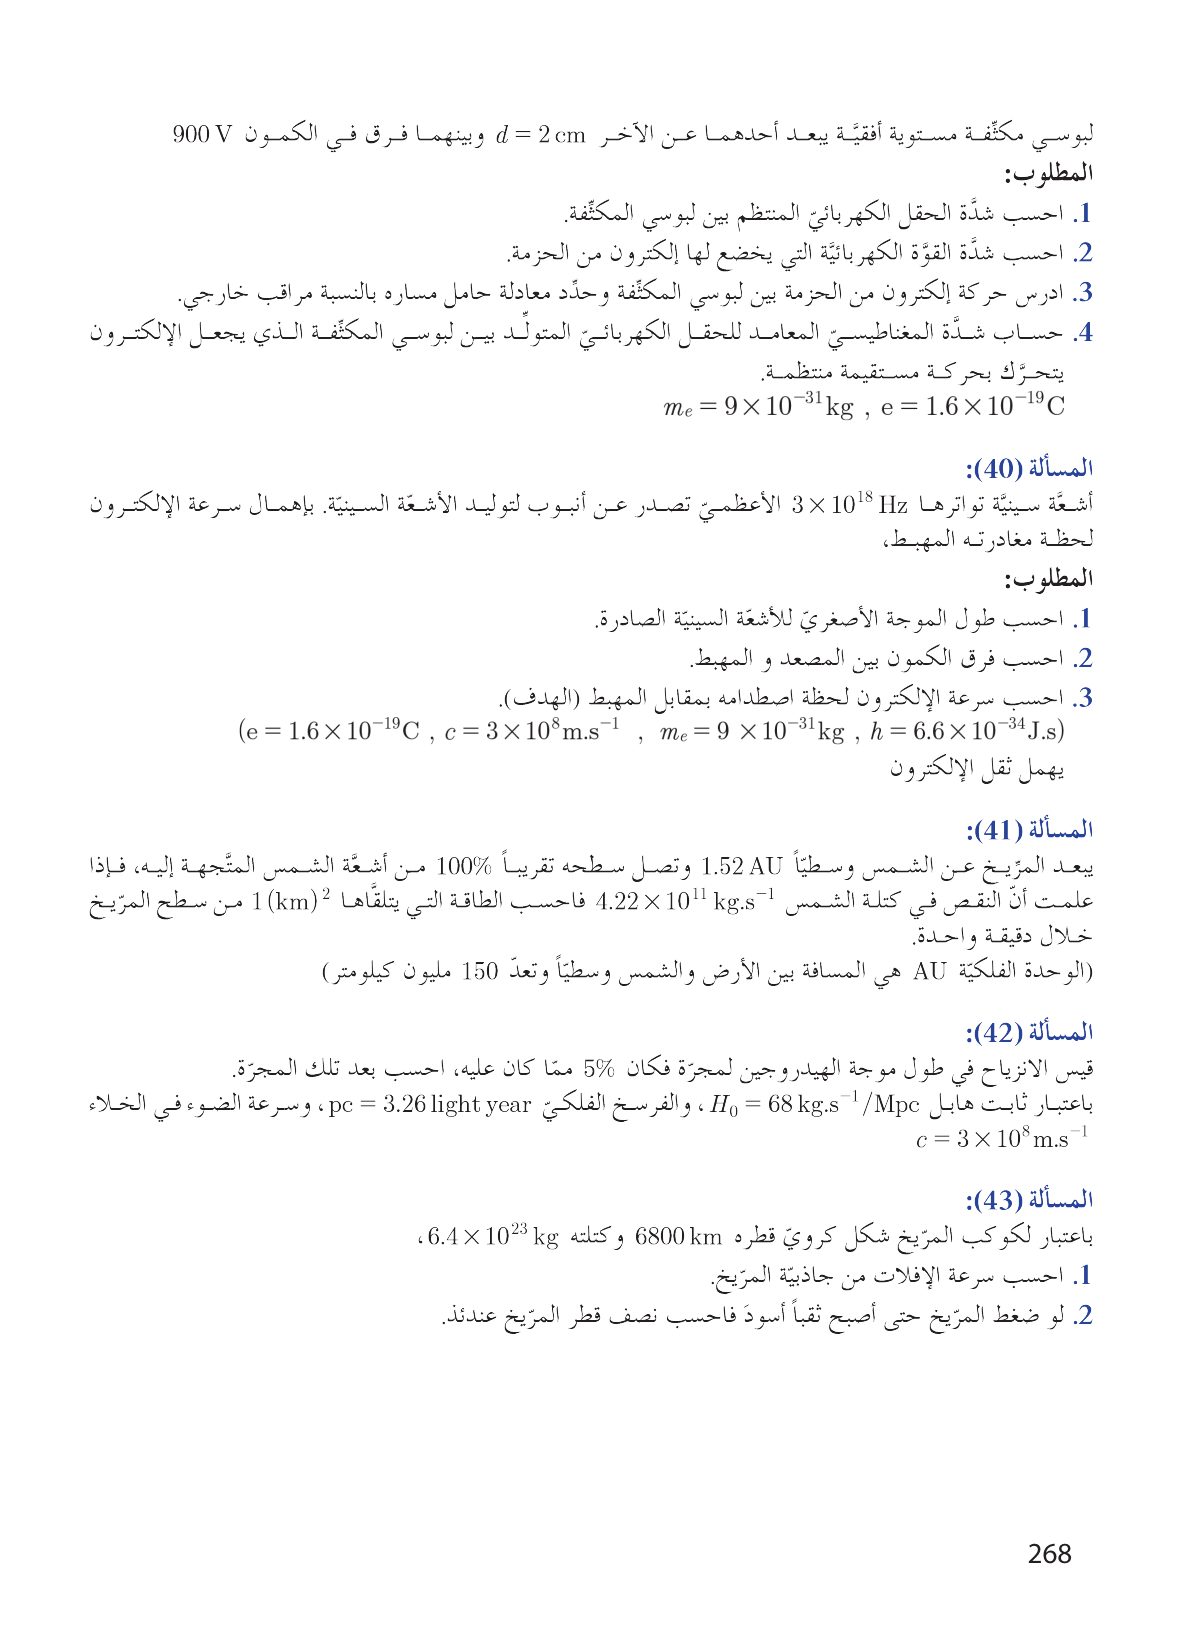 لبوسي مكثِّفة مستوية أفقيَّة يبعد أحدهما عن الآخر d = 2 cm وبينهما فرق في الكمون 900 V
المطلوب:
1. احسب شدَّة الحقل الكهربائيّ المنتظم بين لبوسي المكثِّفة.
2. احسب شدَّة القوَّة الكهربائيَّة التي يخضع لها إلكترون من الحزمة.
3. ادرس حركة إلكترون من الحزمة بين لبوسي المكثِّفة وحدِّد معادلة حامل مساره بالنسبة مراقب خارجي.
4. حساب شدَّة المغناطيسيّ المعامد للحقل الكهربائيّ المتولِّد بين لبوسي المكثِّفة الذي يجعل الإلكترون
يتحرَّك بحركة مستقيمة منتظمة.
mₑ = 9 × 10⁻³¹ kg , e = 1.6 × 10⁻¹⁹ C
المسألة (40):
أشعَّة سينيَّة تواترها 3 × 10¹⁸ Hz الأعظميّ تصدر عن أنبوب لتوليد الأشعّة السينيّة. بإهمال سرعة الإلكترون
لحظة مغادرته المهبط،
المطلوب:
1. احسب طول الموجة الأصغريّ للأشعّة السينيّة الصادرة.
2. احسب فرق الكمون بين المصعد و المهبط.
3. احسب سرعة الإلكترون لحظة اصطدامه بمقابل المهبط (الهدف).
(e = 1.6 × 10⁻¹⁹ C , c = 3 × 10⁸ m.s⁻¹ , mₑ = 9 × 10⁻³¹ kg , h = 6.6 × 10⁻³⁴ J.s)
يهمل ثقل الإلكترون
المسألة (41):
يبعد المرِّيخ عن الشمس وسطيّاً 1.52 AU وتصل سطحه تقريباً 100% من أشعَّة الشمس المتَّجهة إليه، فإذا
علمت أنّ النقص في كتلة الشمس 4.22 × 10¹¹ kg.s⁻¹ فاحسب الطاقة التي يتلقَّاها 1 (km)² من سطح المرّيخ
خلال دقيقة واحدة.
(الوحدة الفلكيّة AU هي المسافة بين الأرض والشمس وسطيّاً وتعدّ 150 مليون كيلومتر)
المسألة (42):
قيس الانزياح في طول موجة الهيدروجين لمجرّة فكان 5% ممّا كان عليه، احسب بعد تلك المجرّة.
باعتبار ثابت هابل H₀ = 68 kg.s⁻¹/Mpc ، والفرسخ الفلكيّ pc = 3.26 light year ، وسرعة الضوء في الخلاء
c = 3 × 10⁸ m.s⁻¹
المسألة (43):
باعتبار لكوكب المرّيخ شكل كرويّ قطره 6800 km وكتلته 6.4 × 10²³ kg ،
1. احسب سرعة الإفلات من جاذبيّة المرّيخ.
2. لو ضغط المرّيخ حتى أصبح ثقباً أسودَ فاحسب نصف قطر المرّيخ عندئذ.
268